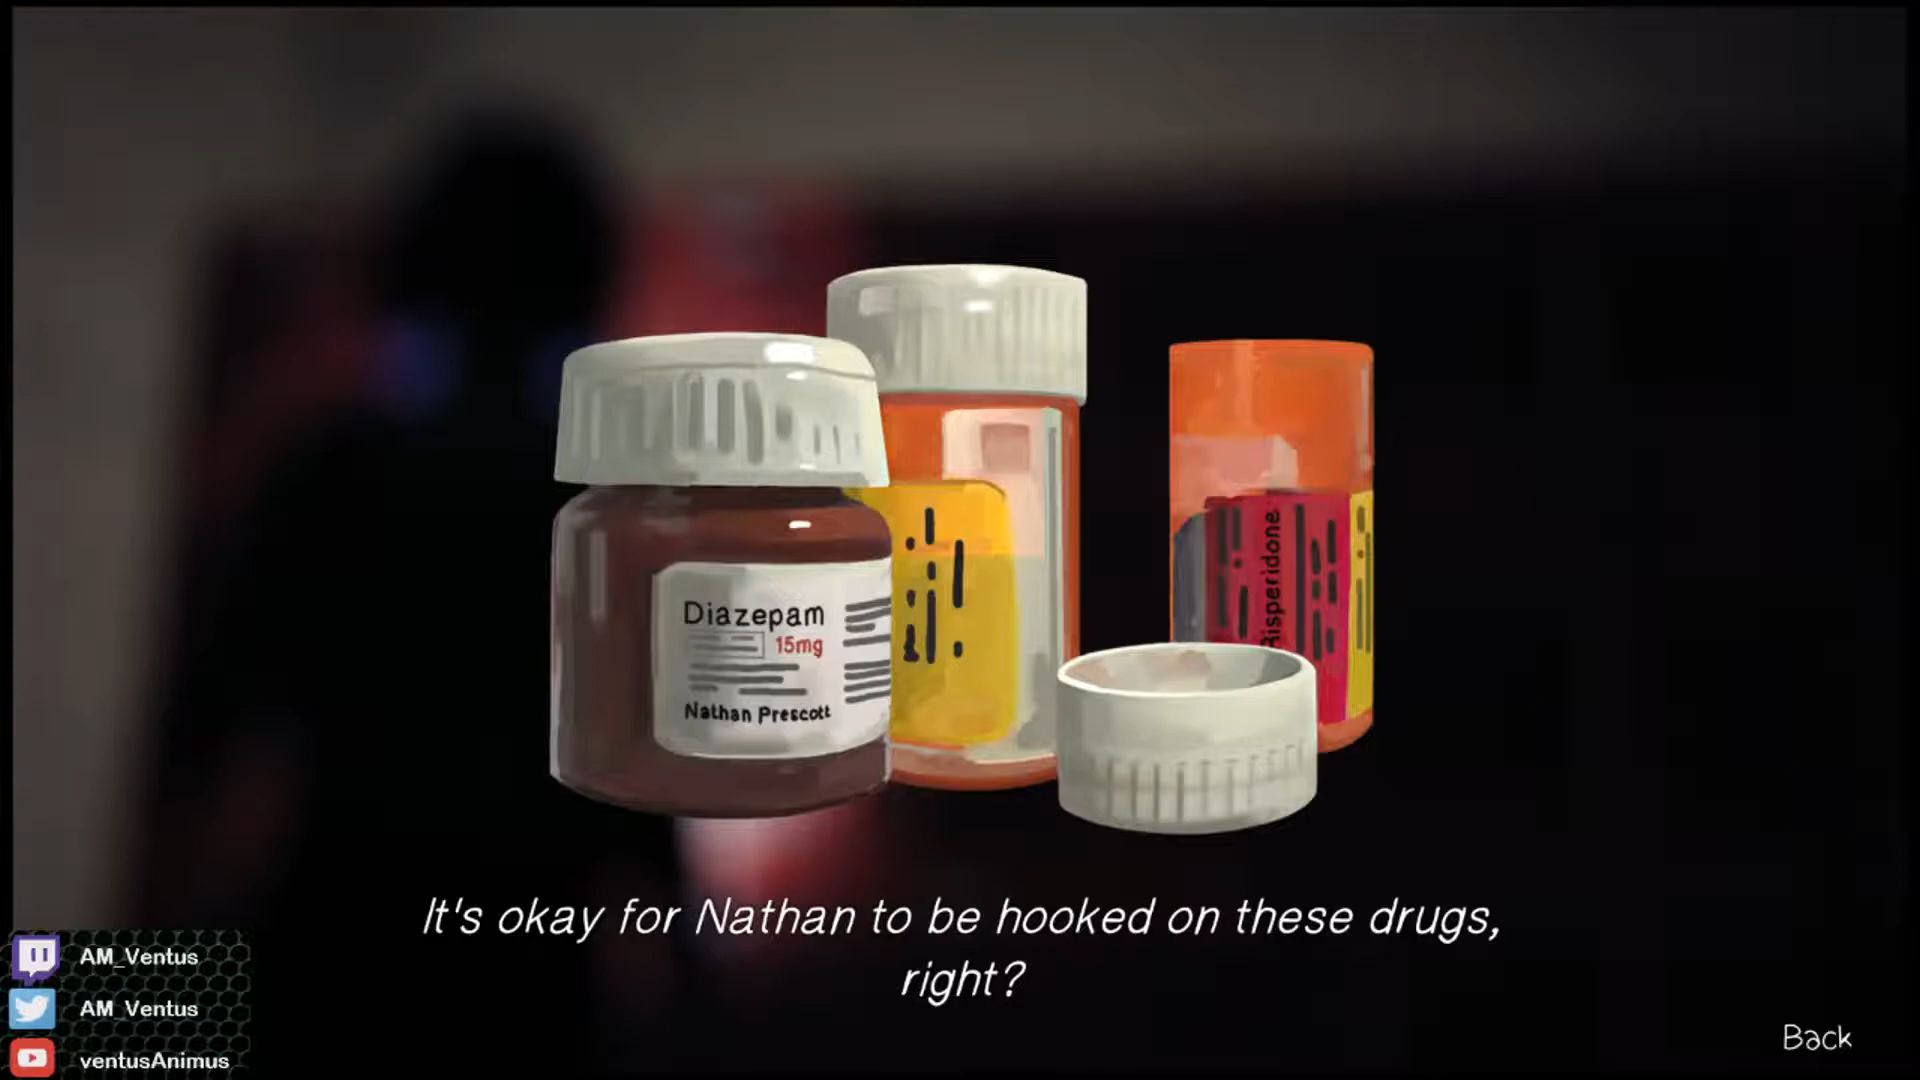 Diazepam
15mg
Nathan Prescott
Risperidone
It's okay for Nathan to be hooked on these drugs,
right?
AM_Ventus
AM_Ventus
ventusAnimus
Back